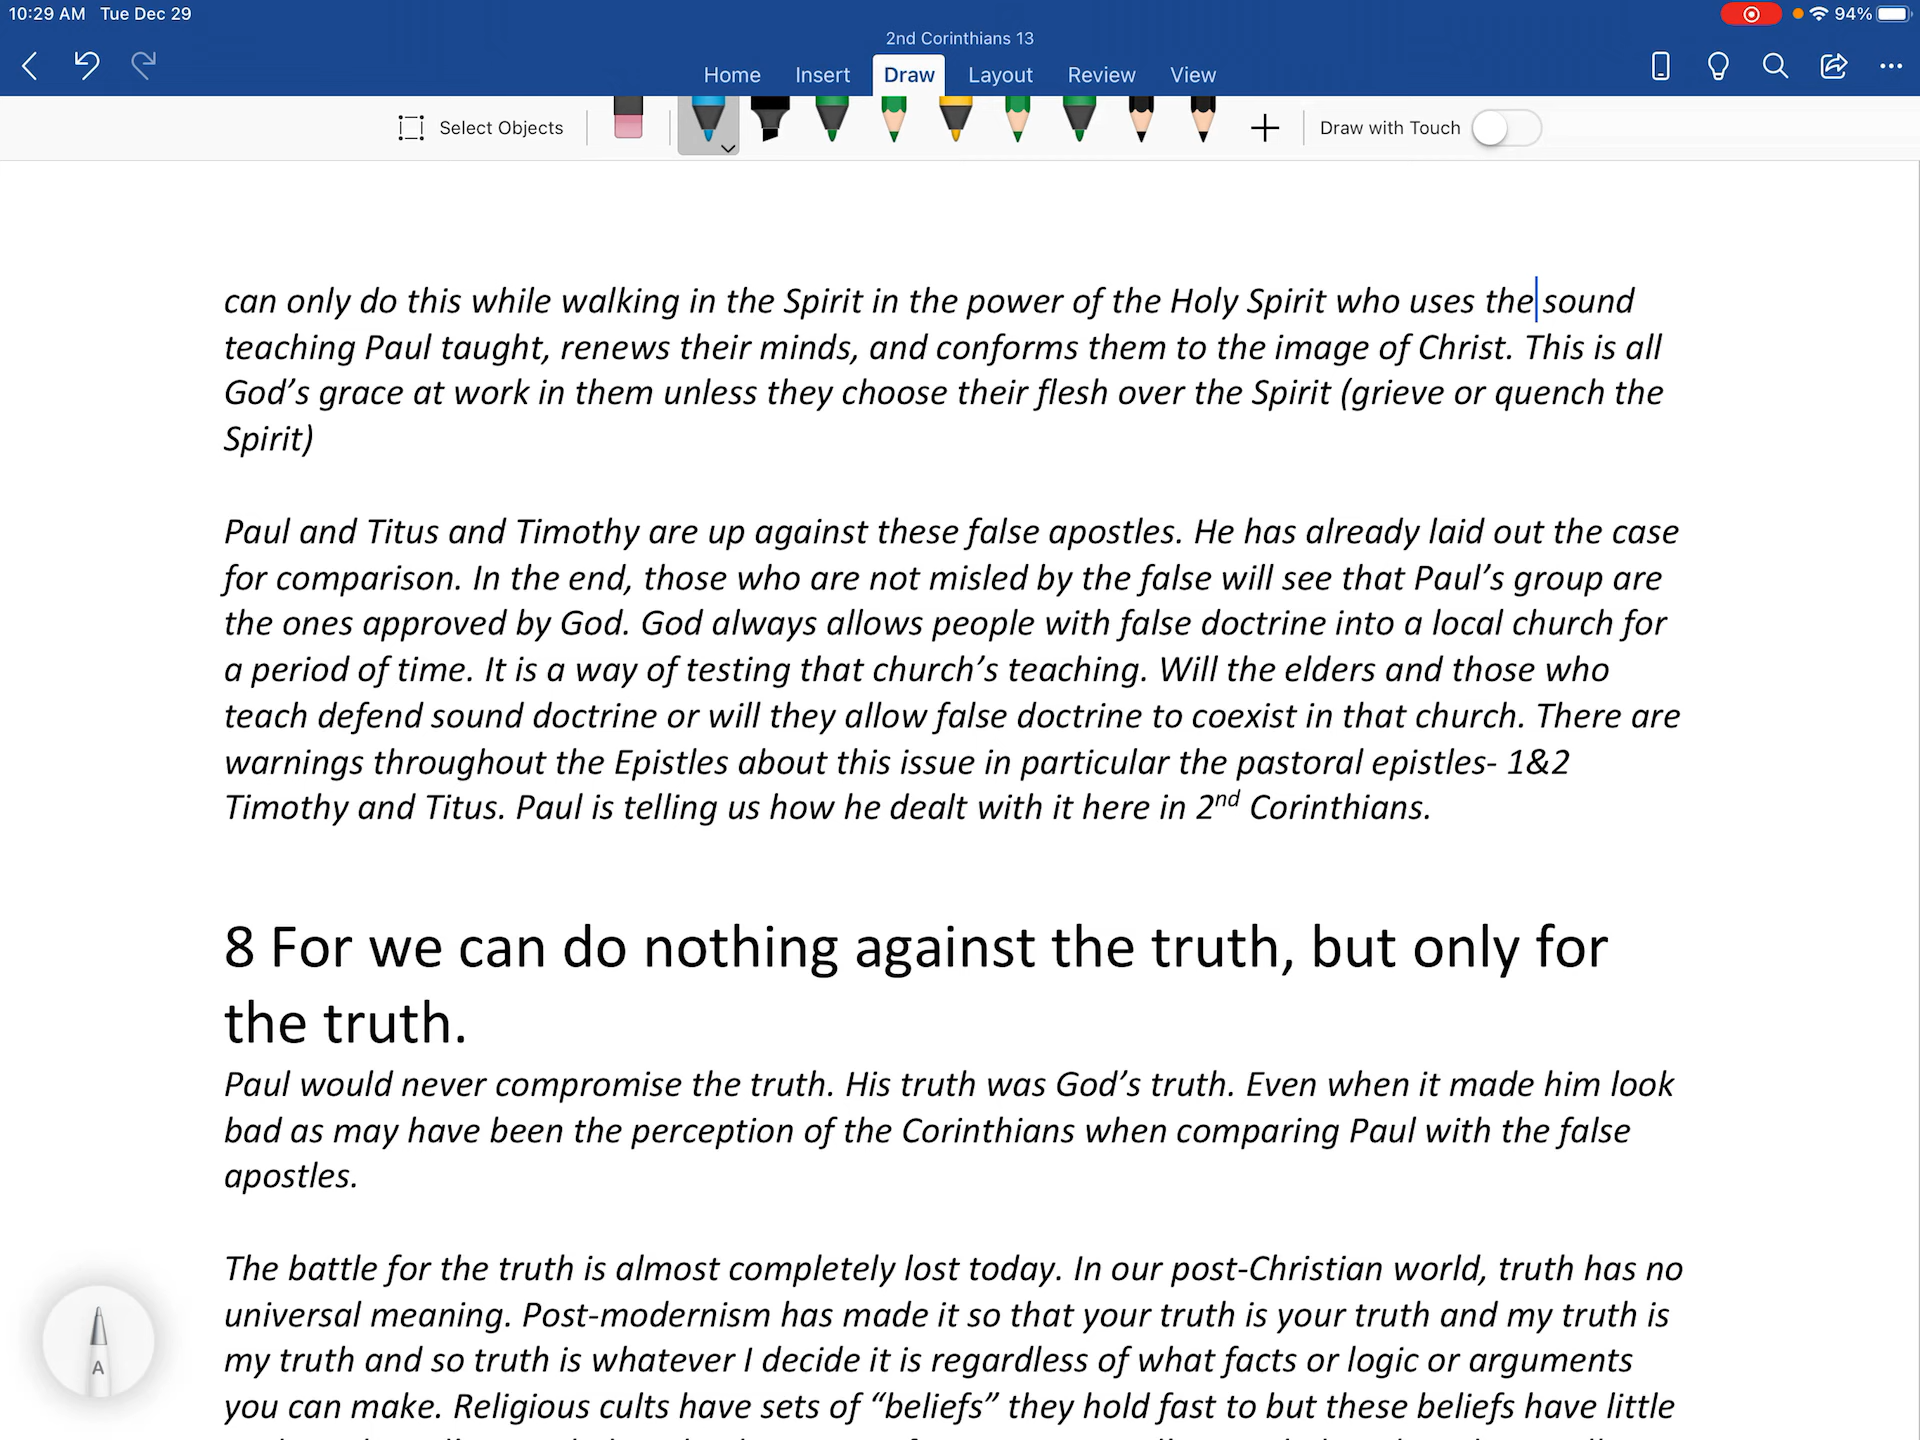 10:29 AM Tue Dec 29
94%
2nd Corinthians 13
Home Insert Draw Layout Review View
Select Objects
Draw with Touch
can only do this while walking in the Spirit in the power of the Holy Spirit who uses the sound
teaching Paul taught, renews their minds, and conforms them to the image of Christ. This is all
God’s grace at work in them unless they choose their flesh over the Spirit (grieve or quench the
Spirit)
Paul and Titus and Timothy are up against these false apostles. He has already laid out the case
for comparison. In the end, those who are not misled by the false will see that Paul’s group are
the ones approved by God. God always allows people with false doctrine into a local church for
a period of time. It is a way of testing that church’s teaching. Will the elders and those who
teach defend sound doctrine or will they allow false doctrine to coexist in that church. There are
warnings throughout the Epistles about this issue in particular the pastoral epistles- 1&2
Timothy and Titus. Paul is telling us how he dealt with it here in 2nd Corinthians.
8 For we can do nothing against the truth, but only for
the truth.
Paul would never compromise the truth. His truth was God’s truth. Even when it made him look
bad as may have been the perception of the Corinthians when comparing Paul with the false
apostles.
The battle for the truth is almost completely lost today. In our post-Christian world, truth has no
universal meaning. Post-modernism has made it so that your truth is your truth and my truth is
my truth and so truth is whatever I decide it is regardless of what facts or logic or arguments
you can make. Religious cults have sets of “beliefs” they hold fast to but these beliefs have little
A